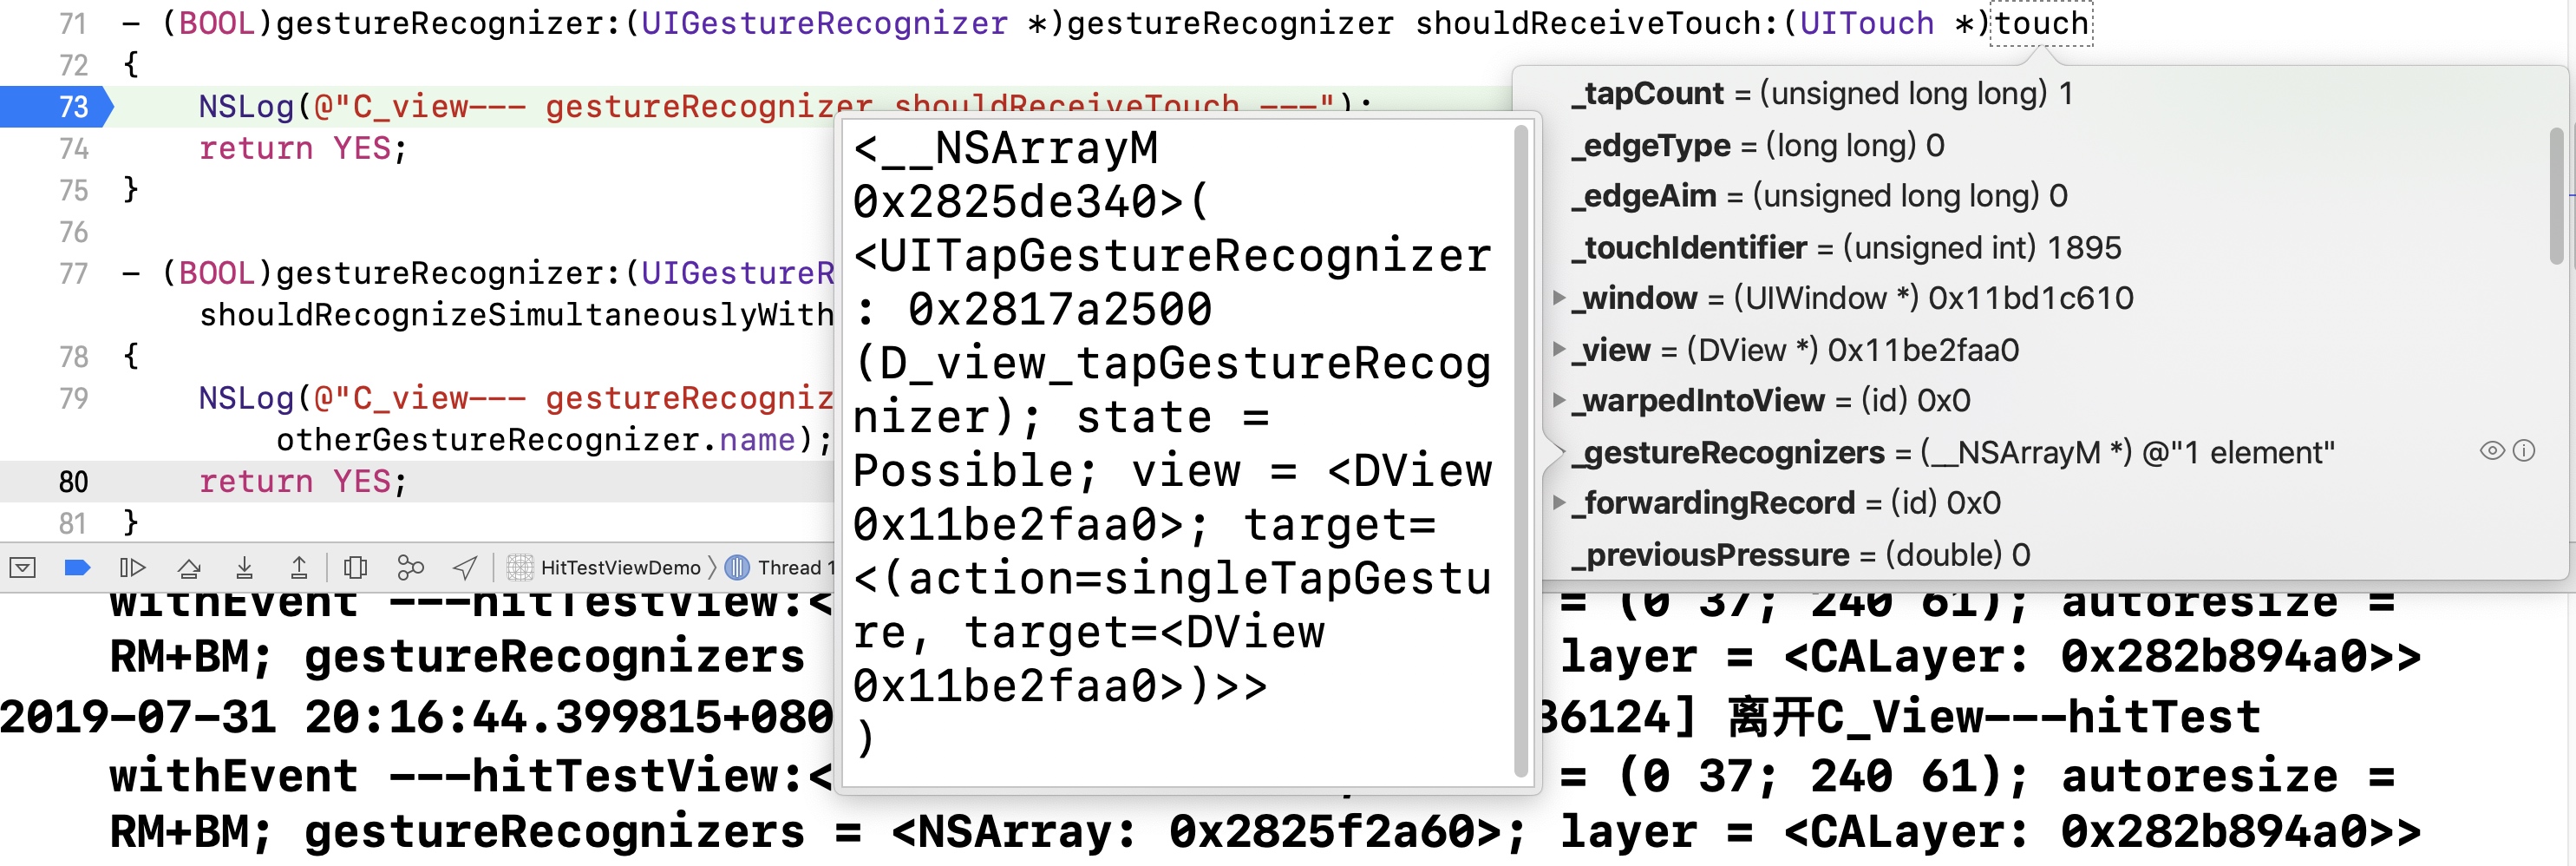 71 - (BOOL)gestureRecognizer:(UIGestureRecognizer *)gestureRecognizer shouldReceiveTouch:(UITouch *)touch
72 {
73 NSLog(@"C_view--- gestureRecognizer shouldReceiveTouch ---");
74 return YES;
75 }
76
77 - (BOOL)gestureRecognizer:(UIGestureR
shouldRecognizeSimultaneouslyWith
78 {
79 NSLog(@"C_view--- gestureRecogniz
otherGestureRecognizer.name);
80 return YES;
81 }
<__NSArrayM
0x2825de340>(
<UITapGestureRecognizer
: 0x2817a2500
(D_view_tapGestureRecog
nizer); state =
Possible; view = <DView
0x11be2faa0>; target=
<(action=singleTapGestu
re, target=<DView
0x11be2faa0>)>>
)
_tapCount = (unsigned long long) 1
_edgeType = (long long) 0
_edgeAim = (unsigned long long) 0
_touchIdentifier = (unsigned int) 1895
_window = (UIWindow *) 0x11bd1c610
_view = (DView *) 0x11be2faa0
_warpedIntoView = (id) 0x0
_gestureRecognizers = (__NSArrayM *) @"1 element"
_forwardingRecord = (id) 0x0
_previousPressure = (double) 0
HitTestViewDemo Thread 1
withEvent ---hitTestView:< = (0 37; 240 61); autoresize =
RM+BM; gestureRecognizers layer = <CALayer: 0x282b894a0>>
2019-07-31 20:16:44.399815+080 36124] 离开C_View---hitTest
withEvent ---hitTestView:< = (0 37; 240 61); autoresize =
RM+BM; gestureRecognizers = <NSArray: 0x2825f2a60>; layer = <CALayer: 0x282b894a0>>